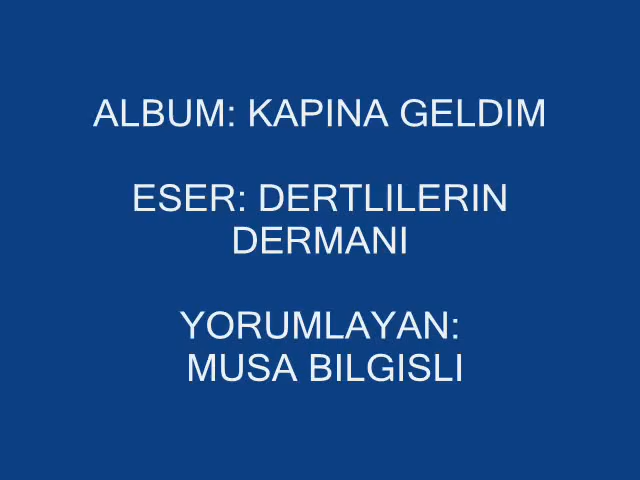 ALBUM: KAPINA GELDIM
ESER: DERTLILERIN
DERMANI
YORUMLAYAN:
MUSA BILGISLI